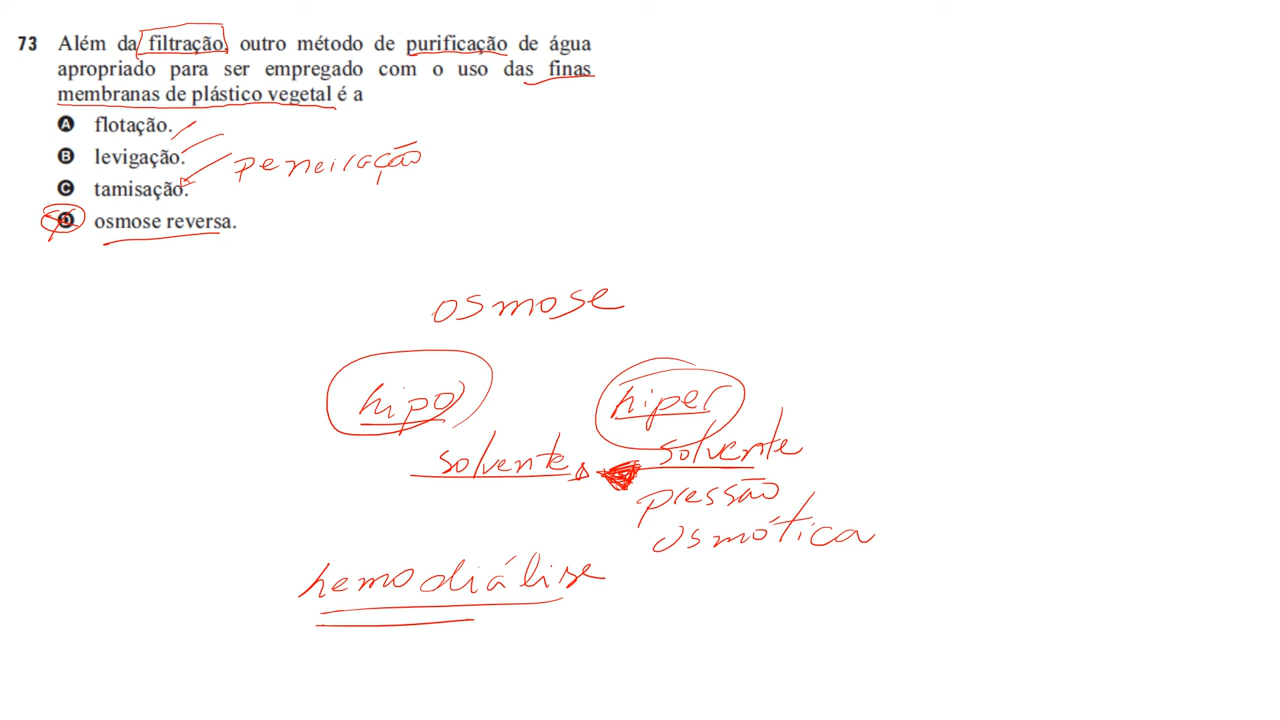 73 Além da filtração, outro método de purificação de água
apropriado para ser empregado com o uso das finas
membranas de plástico vegetal é a
A flotação.
B levigação.
peneiração
C tamisação.
D osmose reversa.
osmose
hipo hiper
solvente solvente
pressão
osmótica
hemodiálise